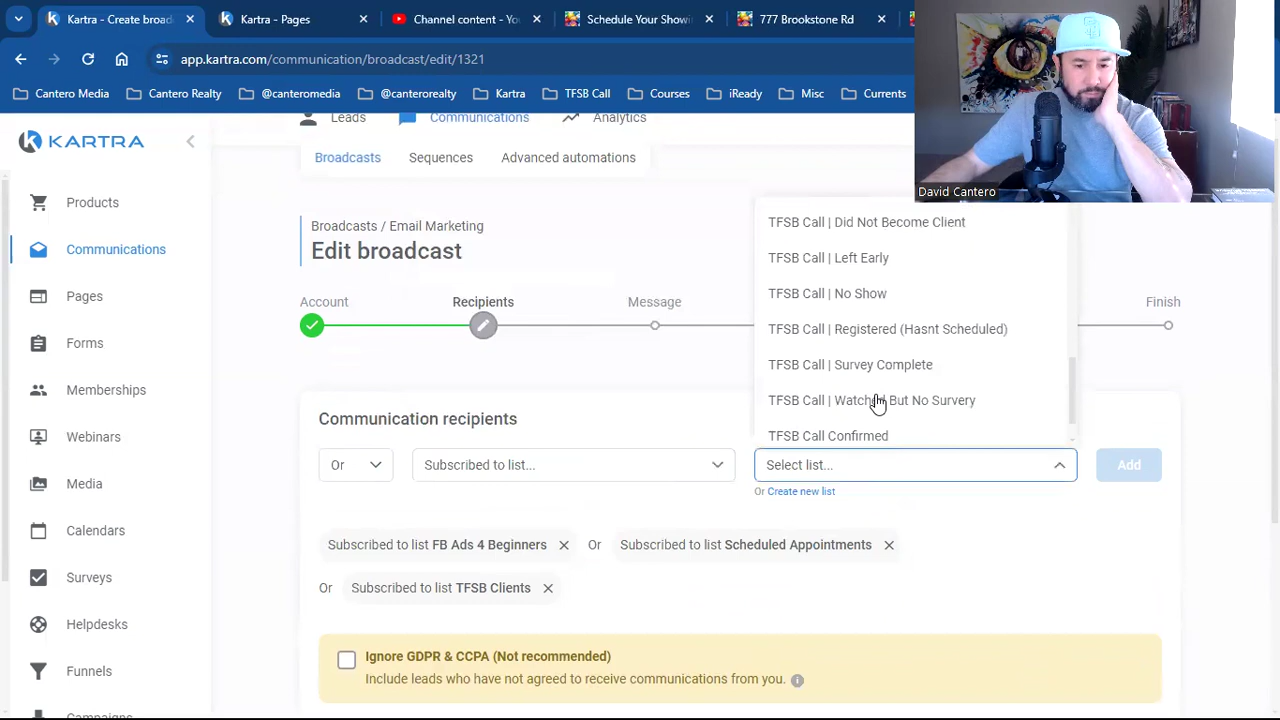 Kartra - Create broad
Kartra - Pages
Channel content - Yo
Schedule Your Showi
777 Brookstone Rd
app.kartra.com/communication/broadcast/edit/1321
Cantero Media
Cantero Realty
@canteromedia
@canterorealty
Kartra
TFSB Call
Courses
iReady
Misc
Currents
David Cantero
KARTRA
Leads
Communications
Analytics
Broadcasts
Sequences
Advanced automations
Products
Communications
Pages
Forms
Memberships
Webinars
Media
Calendars
Surveys
Helpdesks
Funnels
Campaigns
Broadcasts / Email Marketing
Edit broadcast
Account
Recipients
Message
Finish
TFSB Call | Did Not Become Client
TFSB Call | Left Early
TFSB Call | No Show
TFSB Call | Registered (Hasnt Scheduled)
TFSB Call | Survey Complete
TFSB Call | Watched But No Survery
TFSB Call Confirmed
Communication recipients
Or
Subscribed to list...
Select list...
Add
Or Create new list
Subscribed to list FB Ads 4 Beginners
Or
Subscribed to list Scheduled Appointments
Or
Subscribed to list TFSB Clients
Ignore GDPR & CCPA (Not recommended)
Include leads who have not agreed to receive communications from you.